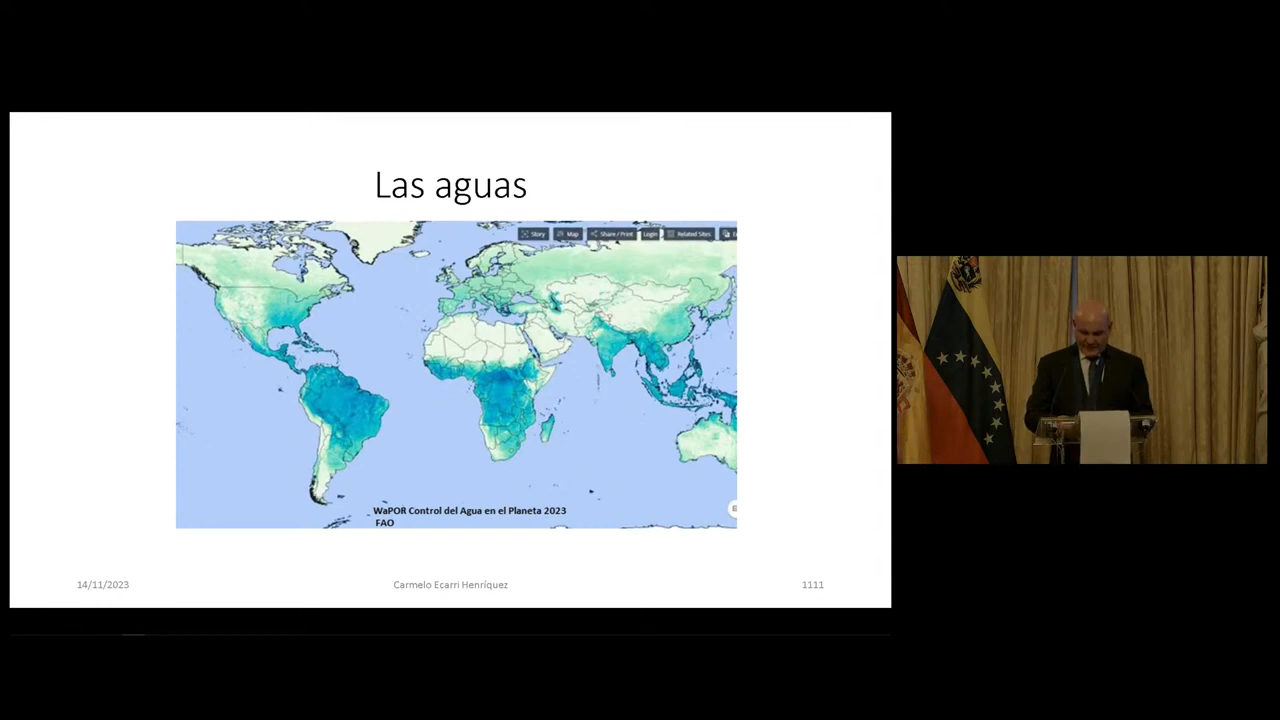 Las aguas
Story
Map
Share / Print
Login
Related Sites
WaPOR Control del Agua en el Planeta 2023
FAO
14/11/2023
Carmelo Ecarri Henríquez
1111